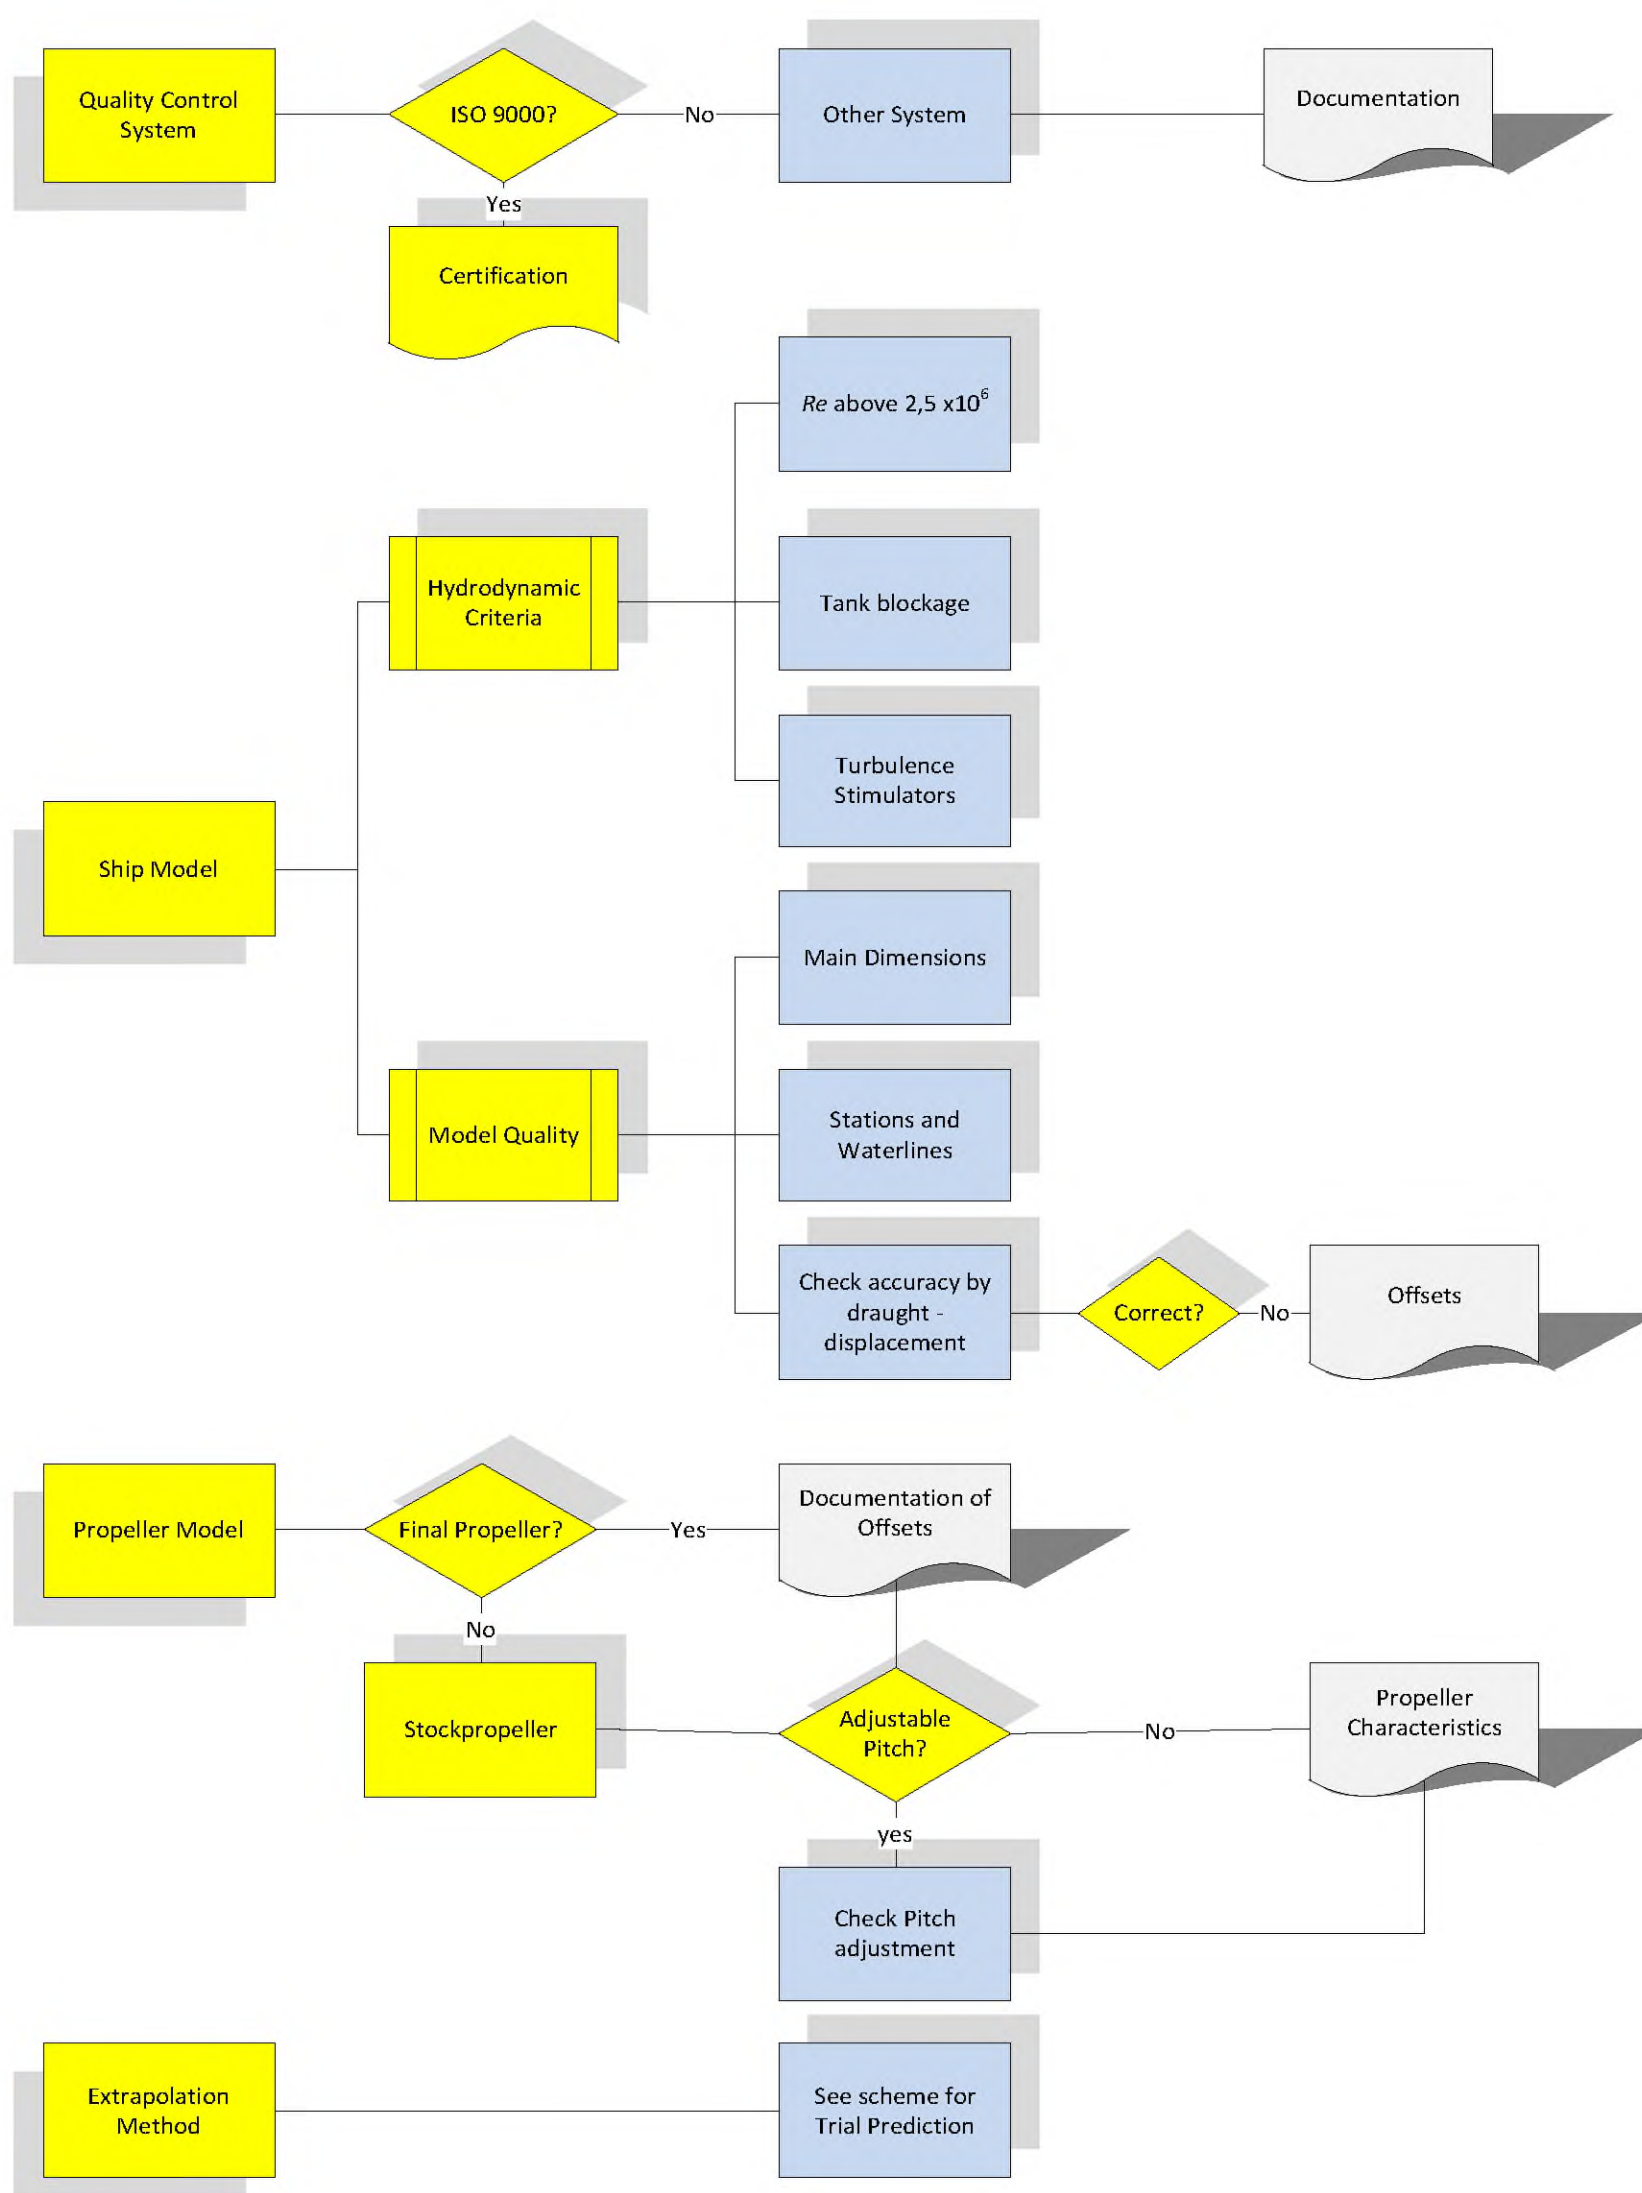 Quality Control
System
ISO 9000?
No
Other System
Documentation
Yes
Certification
Re above 2,5 x10⁶
Hydrodynamic
Criteria
Tank blockage
Turbulence
Stimulators
Ship Model
Main Dimensions
Model Quality
Stations and
Waterlines
Check accuracy by
draught -
displacement
Correct?
No
Offsets
Propeller Model
Final Propeller?
Yes
Documentation of
Offsets
No
Stockpropeller
Adjustable
Pitch?
No
Propeller
Characteristics
yes
Check Pitch
adjustment
Extrapolation
Method
See scheme for
Trial Prediction